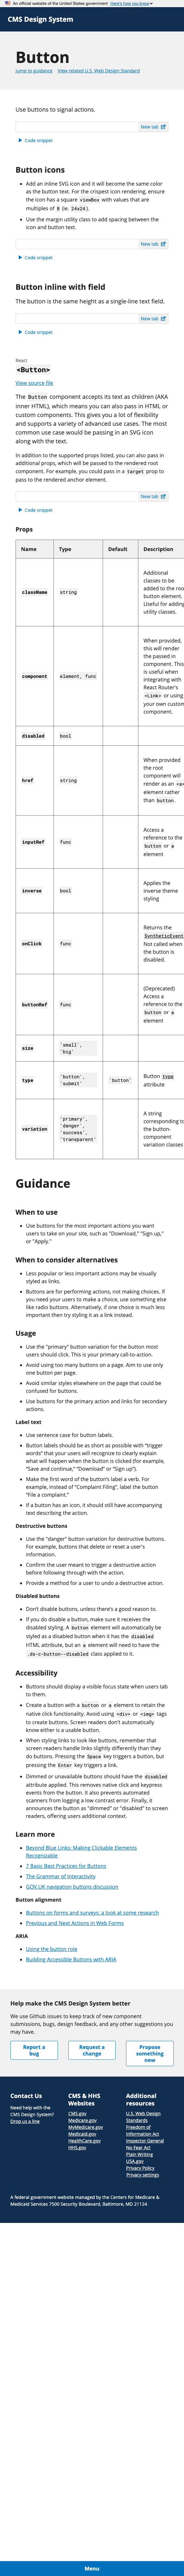 An official website of the United States government Here's how you know
CMS Design System
Button
Jump to guidance View related U.S. Web Design Standard
Use buttons to signal actions.
New tab
Code snippet
Button icons
Add an inline SVG icon and it will become the same color
as the button text. For the crispest icon rendering, ensure
the icon has a square viewBox with values that are
multiples of 8 (ie. 24x24).
Use the margin utility class to add spacing between the
icon and button text.
New tab
Code snippet
Button inline with field
The button is the same height as a single-line text field.
New tab
Code snippet
React
<Button>
View source file
The Button component accepts its text as children (AKA
inner HTML), which means you can also pass in HTML or
custom components. This gives you a lot of flexibility
and supports a variety of advanced use cases. The most
common use case would be passing in an SVG icon
along with the text.
In addition to the supported props listed, you can also pass in
additional props, which will be passed to the rendered root
component. For example, you could pass in a target prop to
pass to the rendered anchor element.
New tab
Code snippet
Props
Name Type Default Description
className string Additional
classes to be
added to the root
button element.
Useful for adding
utility classes.
component element, func When provided,
this will render
the passed in
component. This
is useful when
integrating with
React Router's
<Link> or using
your own custom
component.
disabled bool
href string When provided
the root
component will
render as an <a>
element rather
than button.
inputRef func Access a
reference to the
button or a
element
inverse bool Applies the
inverse theme
styling
onClick func Returns the
SyntheticEvent
Not called when
the button is
disabled.
buttonRef func (Deprecated)
Access a
reference to the
button or a
element
size 'small',
'big'
type 'button',
'submit' 'button' Button type
attribute
variation 'primary',
'danger',
'success',
'transparent' A string
corresponding to
the button-
component
variation classes
Guidance
When to use
Use buttons for the most important actions you want
users to take on your site, such as "Download," "Sign up,"
or "Apply."
When to consider alternatives
Less popular or less important actions may be visually
styled as links.
Buttons are for performing actions, not making choices. If
you need the user to make a choice, use something else
like radio buttons. Alternatively, if one choice is much less
important then try styling it as a link instead.
Usage
Use the "primary" button variation for the button most
users should click. This is your primary call-to-action.
Avoid using too many buttons on a page. Aim to use only
one button per page.
Avoid similar styles elsewhere on the page that could be
confused for buttons.
Use buttons for the primary action and links for secondary
actions.
Label text
Use sentence case for button labels.
Button labels should be as short as possible with "trigger
words" that your users will recognize to clearly explain
what will happen when the button is clicked (for example,
"Save and continue," "Download" or "Sign up").
Make the first word of the button's label a verb. For
example, instead of "Complaint Filing", label the button
"File a complaint."
If a button has an icon, it should still have accompanying
text describing the action.
Destructive buttons
Use the "danger" button variation for destructive buttons.
For example, buttons that delete or reset a user's
information.
Confirm the user meant to trigger a destructive action
before following through with the action.
Provide a method for a user to undo a destructive action.
Disabled buttons
Don't disable buttons, unless there's a good reason to.
If you do disable a button, make sure it receives the
disabled styling. A button element will automatically be
styled as a disabled button when it has the disabled
HTML attribute, but an a element will need to have the
.ds-c-button--disabled class applied to it.
Accessibility
Buttons should display a visible focus state when users tab
to them.
Create a button with a button or a element to retain the
native click functionality. Avoid using <div> or <img> tags
to create buttons. Screen readers don't automatically
know either is a usable button.
When styling links to look like buttons, remember that
screen readers handle links slightly differently than they
do buttons. Pressing the Space key triggers a button, but
pressing the Enter key triggers a link.
Dimmed or unavailable buttons should have the disabled
attribute or be removed entirely from the document
programmatically. This prevents assistive technologies
from triggering accidental form submissions and
prevents it from being activated with automated
keypresses from scripts and user-controlled tools.
Labeling the button as "dimmed" or "disabled" to screen
readers, offers parallel content experiences.
Learn more
Beyond Blue Links: Making Clickable Elements
Recognizable
7 Basic Best Practices for Buttons
The Grammar of Interactivity
GOV.UK navigation buttons discussion
Button alignment
Buttons on forms and surveys: a look at some research
Previous and Next Actions in Web Forms
ARIA
Using the button role
Building Accessible Buttons with ARIA
Help make the CMS Design System better
We use Github issues to keep track of new component
submissions, bugs, design feedback, and any other suggestions you
may have.
Report a
bug
Request a
change
Propose
something
new
Contact Us
Need help with the
CMS Design System?
Drop us a line
CMS & HHS
Websites
CMS.gov
Medicare.gov
MyMedicare.gov
Medicaid.gov
HealthCare.gov
HHS.gov
Additional
resources
U.S. Web Design
Standards
Freedom of
Information Act
Inspector General
No Fear Act
Plain Writing
USA.gov
Privacy Policy
Privacy settings
A federal government website managed by the Centers for Medicare &
Medicaid Services 7500 Security Boulevard, Baltimore, MD 21124
Menu